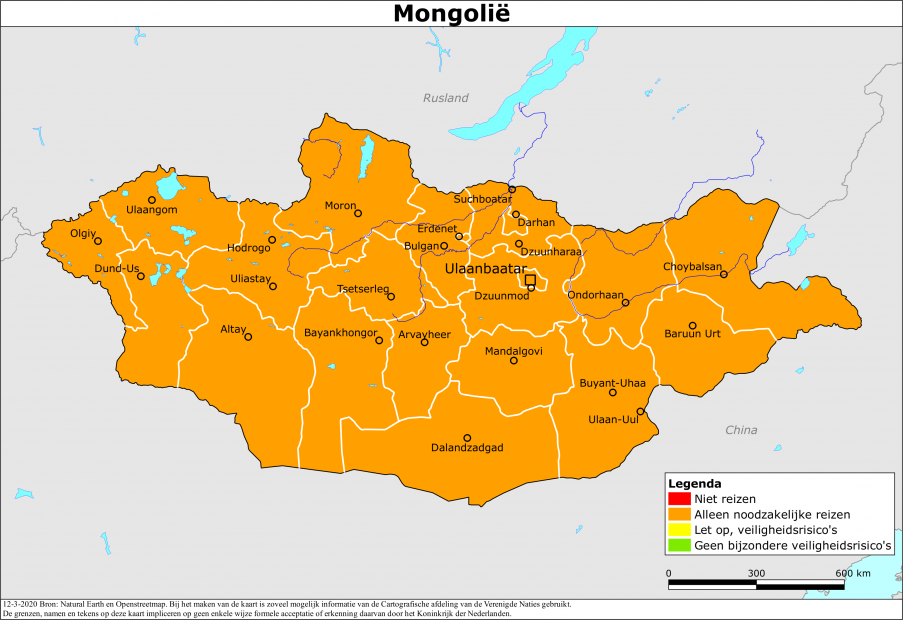 Mongolië
Rusland
Suchboatar
Ulaangom
Moron
Darhan
Olgiy
Erdenet
Hodrogo
Bulgan
Dzuunharaa
Dund-Us
Ulaanbaatar
Choybalsan
Uliastay
Tsetserleg
Dzuunmod
Ondorhaan
Altay
Bayankhongor
Arvayheer
Baruun Urt
Mandalgovi
Buyant-Uhaa
Ulaan-Uul
China
Dalandzadgad
Legenda
Niet reizen
Alleen noodzakelijke reizen
Let op, veiligheidsrisico's
Geen bijzondere veiligheidsrisico's
0 300 600 km
12-3-2020 Bron: Natural Earth en Openstreetmap. Bij het maken van de kaart is zoveel mogelijk informatie van de Cartografische afdeling van de Verenigde Naties gebruikt.
De grenzen, namen en tekens op deze kaart impliceren op geen enkele wijze formele acceptatie of erkenning daarvan door het Koninkrijk der Nederlanden.